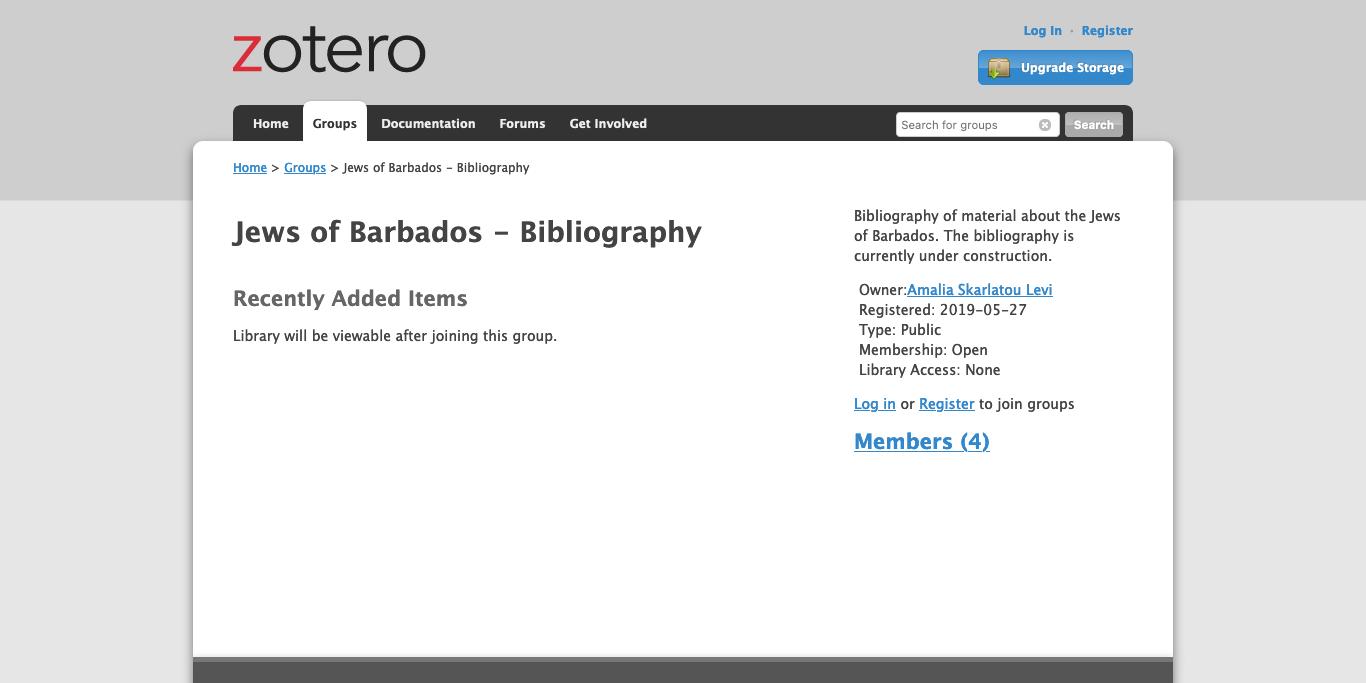 zotero
Log In · Register
Upgrade Storage
Home Groups Documentation Forums Get Involved
Search for groups
Search
Home > Groups > Jews of Barbados – Bibliography
Jews of Barbados – Bibliography
Recently Added Items
Library will be viewable after joining this group.
Bibliography of material about the Jews
of Barbados. The bibliography is
currently under construction.
Owner:Amalia Skarlatou Levi
Registered: 2019-05-27
Type: Public
Membership: Open
Library Access: None
Log in or Register to join groups
Members (4)